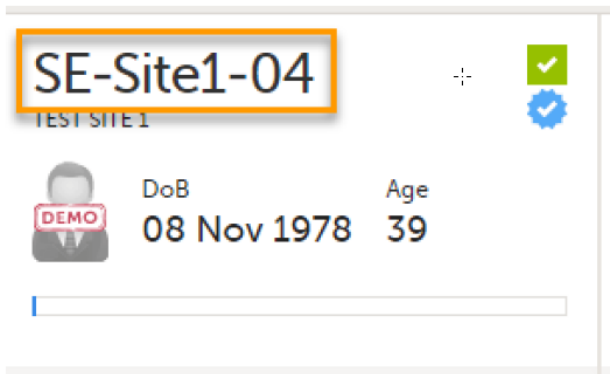 SE-Site1-04
TEST SITE 1
DoB Age
DEMO
08 Nov 1978 39